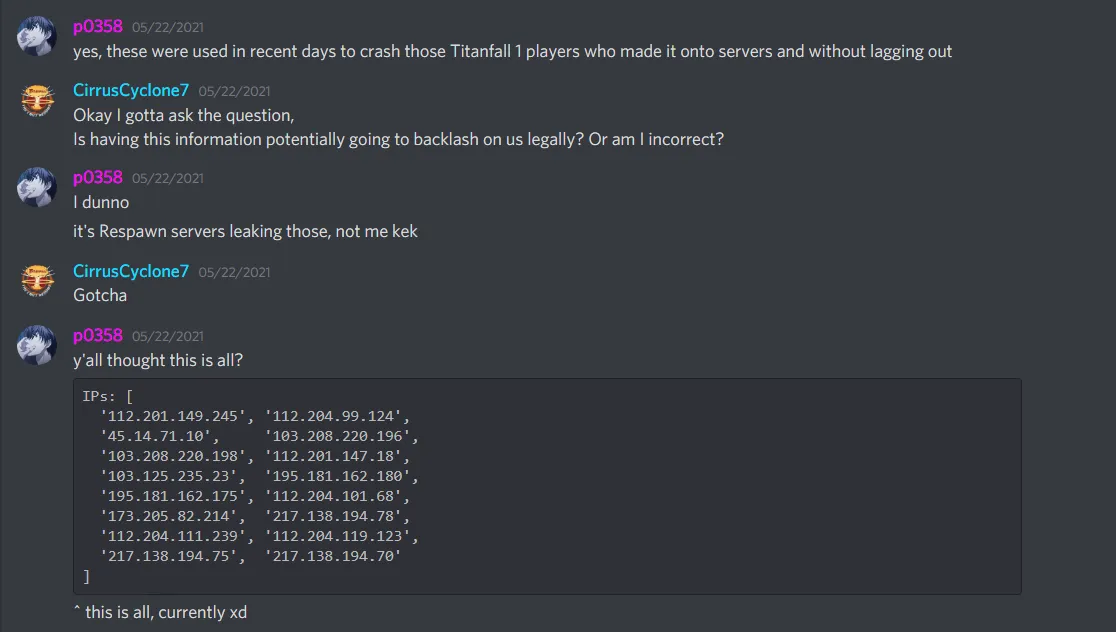 p0358 05/22/2021
yes, these were used in recent days to crash those Titanfall 1 players who made it onto servers and without lagging out
CirrusCyclone7 05/22/2021
Okay I gotta ask the question,
Is having this information potentially going to backlash on us legally? Or am I incorrect?
p0358 05/22/2021
I dunno
it's Respawn servers leaking those, not me kek
CirrusCyclone7 05/22/2021
Gotcha
p0358 05/22/2021
y'all thought this is all?
IPs: [
'112.201.149.245', '112.204.99.124',
'45.14.71.10', '103.208.220.196',
'103.208.220.198', '112.201.147.18',
'103.125.235.23', '195.181.162.180',
'195.181.162.175', '112.204.101.68',
'173.205.82.214', '217.138.194.78',
'112.204.111.239', '112.204.119.123',
'217.138.194.75', '217.138.194.70'
]
^ this is all, currently xd